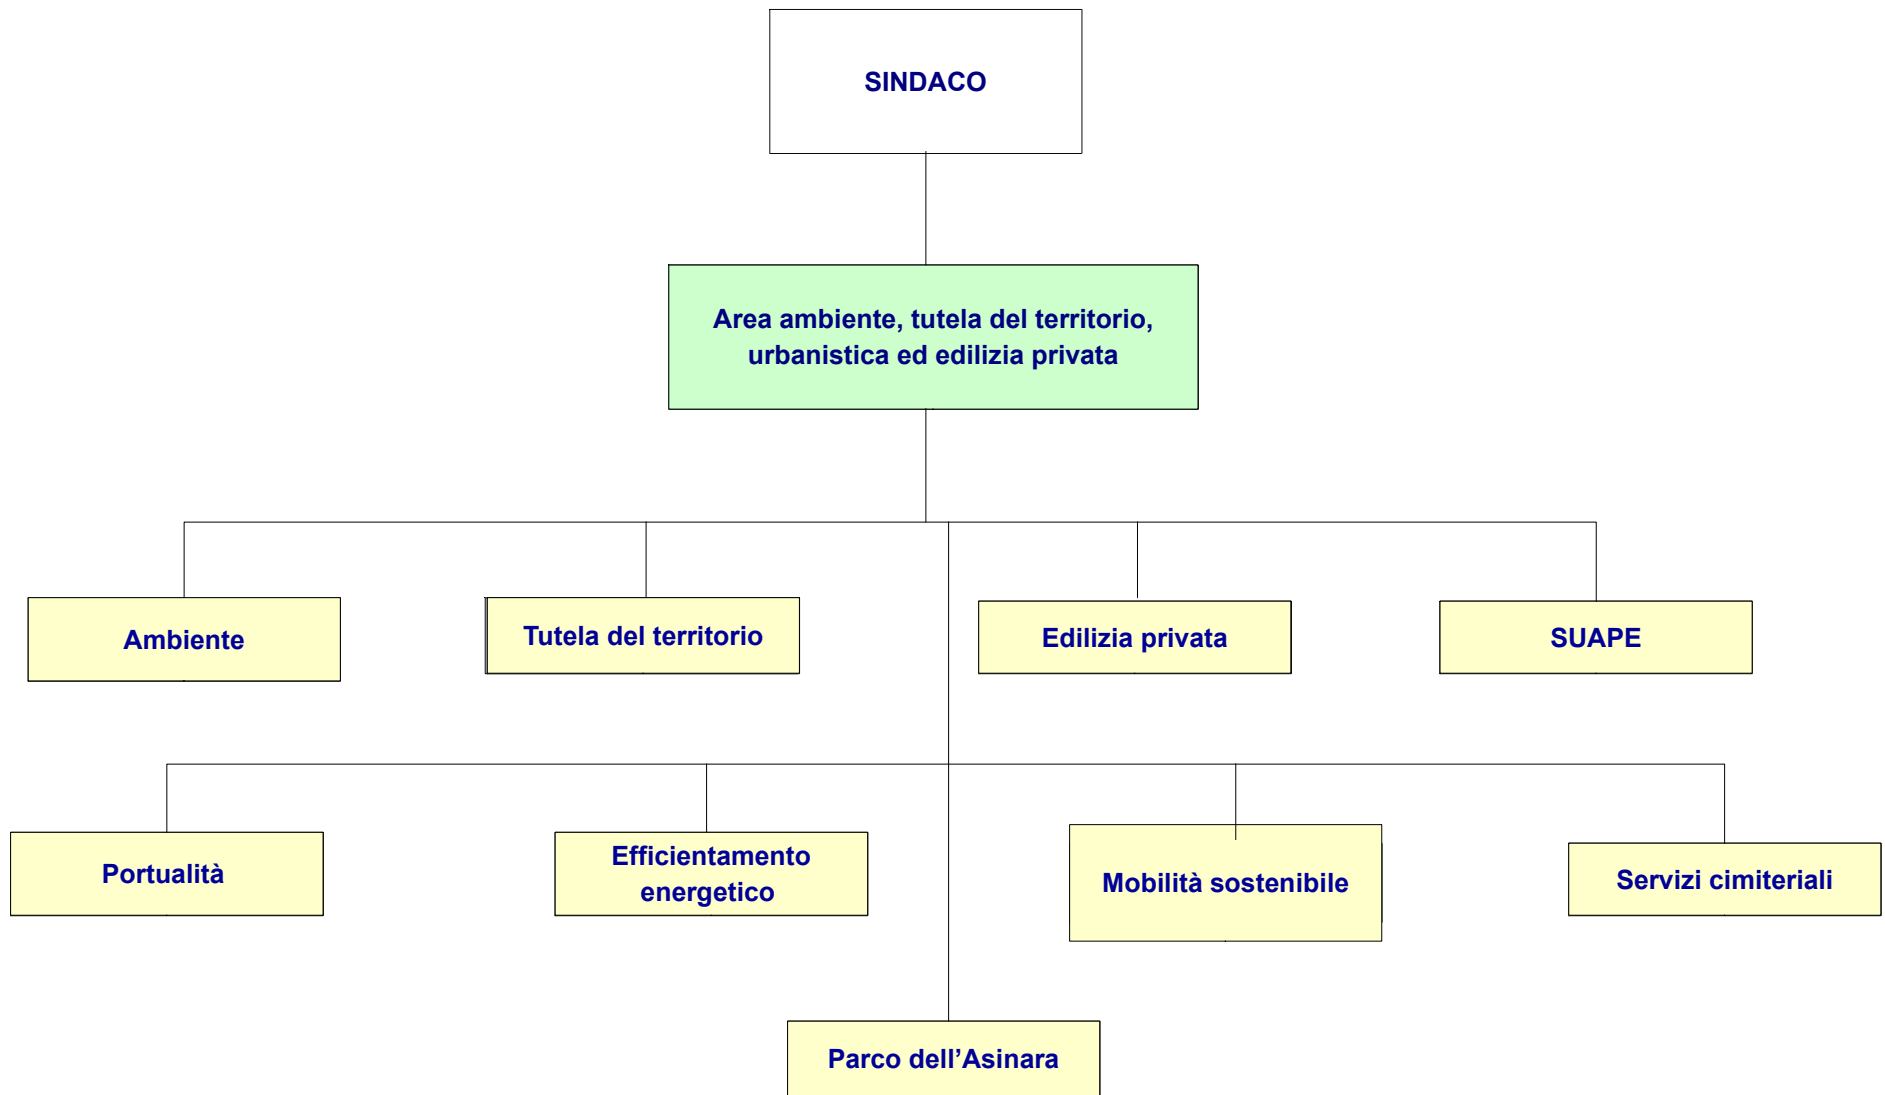 SINDACO
Area ambiente, tutela del territorio,
urbanistica ed edilizia privata
Ambiente
Tutela del territorio
Edilizia privata
SUAPE
Portualità
Efficientamento
energetico
Mobilità sostenibile
Servizi cimiteriali
Parco dell’Asinara